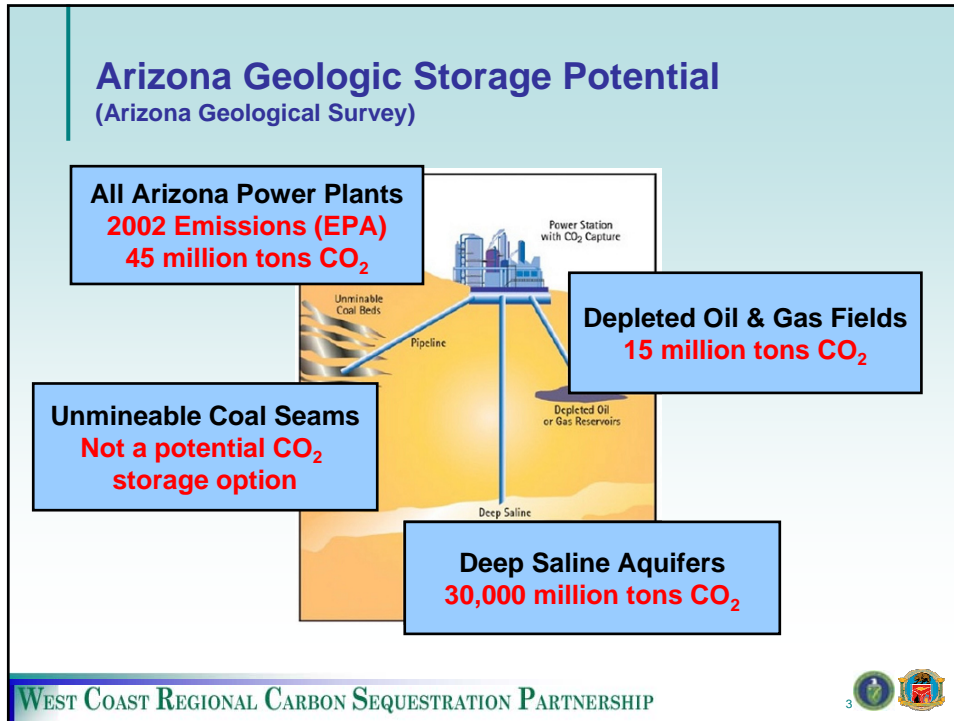 Arizona Geologic Storage Potential
(Arizona Geological Survey)
All Arizona Power Plants
2002 Emissions (EPA)
45 million tons CO₂
Power Station
with CO₂ Capture
Unminable
Coal Beds
Pipeline
Depleted Oil & Gas Fields
15 million tons CO₂
Depleted Oil
or Gas Reservoirs
Unmineable Coal Seams
Not a potential CO₂
storage option
Deep Saline
Deep Saline Aquifers
30,000 million tons CO₂
WEST COAST REGIONAL CARBON SEQUESTRATION PARTNERSHIP
3